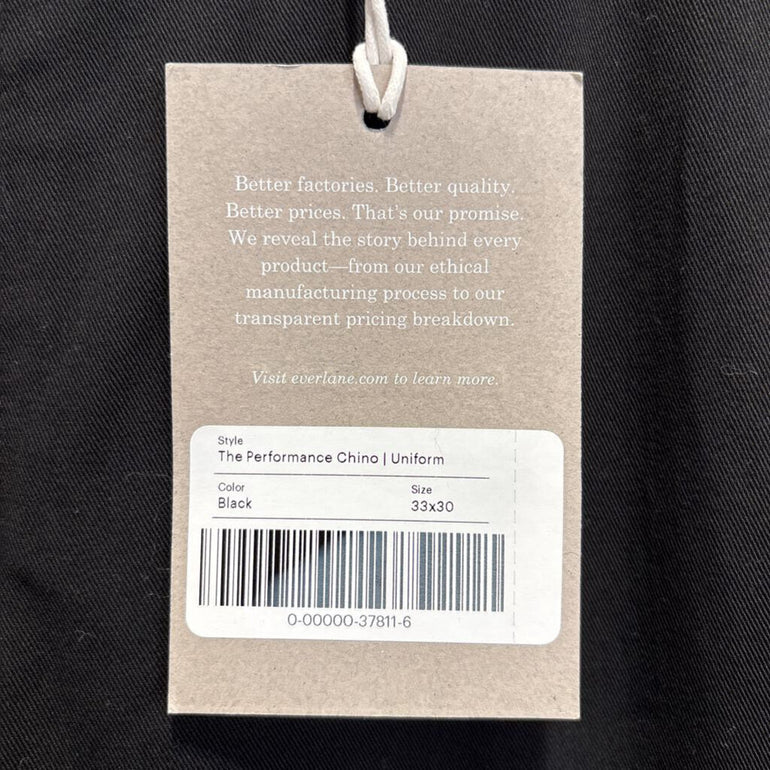 Better factories. Better quality.
Better prices. That's our promise.
We reveal the story behind every
product—from our ethical
manufacturing process to our
transparent pricing breakdown.
Visit everlane.com to learn more.
Style
The Performance Chino | Uniform
Color
Size
Black
33x30
0-00000-37811-6